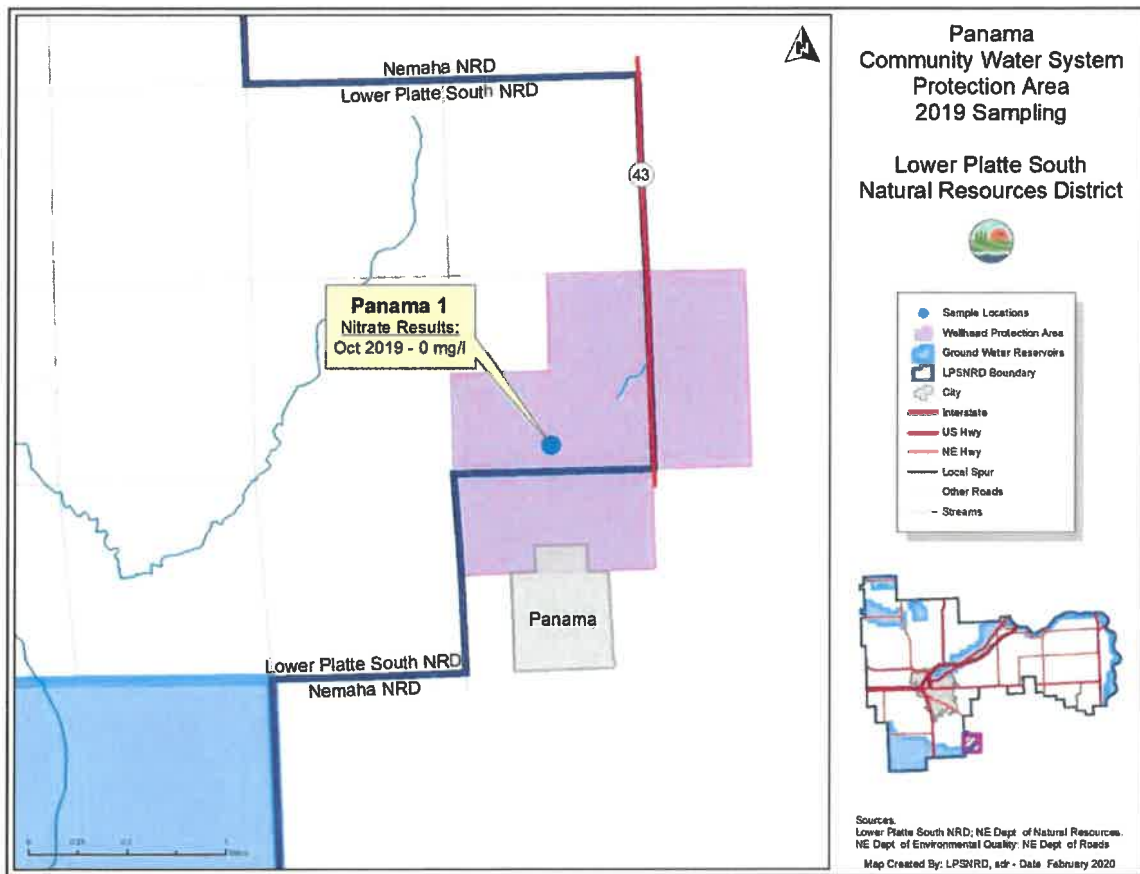 Nemaha NRD
Lower Platte South NRD
43
Panama 1
Nitrate Results:
Oct 2019 - 0 mg/l
Panama
Lower Platte South NRD
Nemaha NRD
0
1
Panama
Community Water System
Protection Area
2019 Sampling
Lower Platte South
Natural Resources District
Sample Locations
Wellhead Protection Area
Ground Water Reservoirs
LPSNRD Boundary
City
Interstate
US Hwy
NE Hwy
Local Spur
Other Roads
Streams
Sources.
Lower Platte South NRD; NE Dept of Natural Resources.
NE Dept of Environmental Quality: NE Dept of Roads
Map Created By: LPSNRD, sdr - Date February 2020